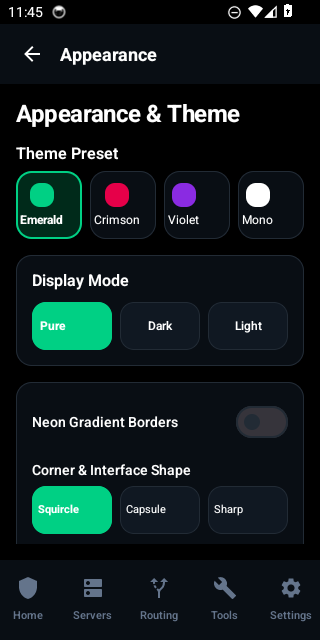 11:45
Appearance
Appearance & Theme
Theme Preset
Emerald Crimson Violet Mono
Display Mode
Pure Dark Light
Neon Gradient Borders
Corner & Interface Shape
Squircle Capsule Sharp
Home Servers Routing Tools Settings